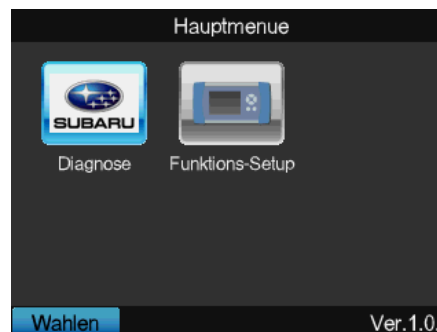 Hauptmenue
SUBARU
Diagnose
Funktions-Setup
Wahlen
Ver.1.0